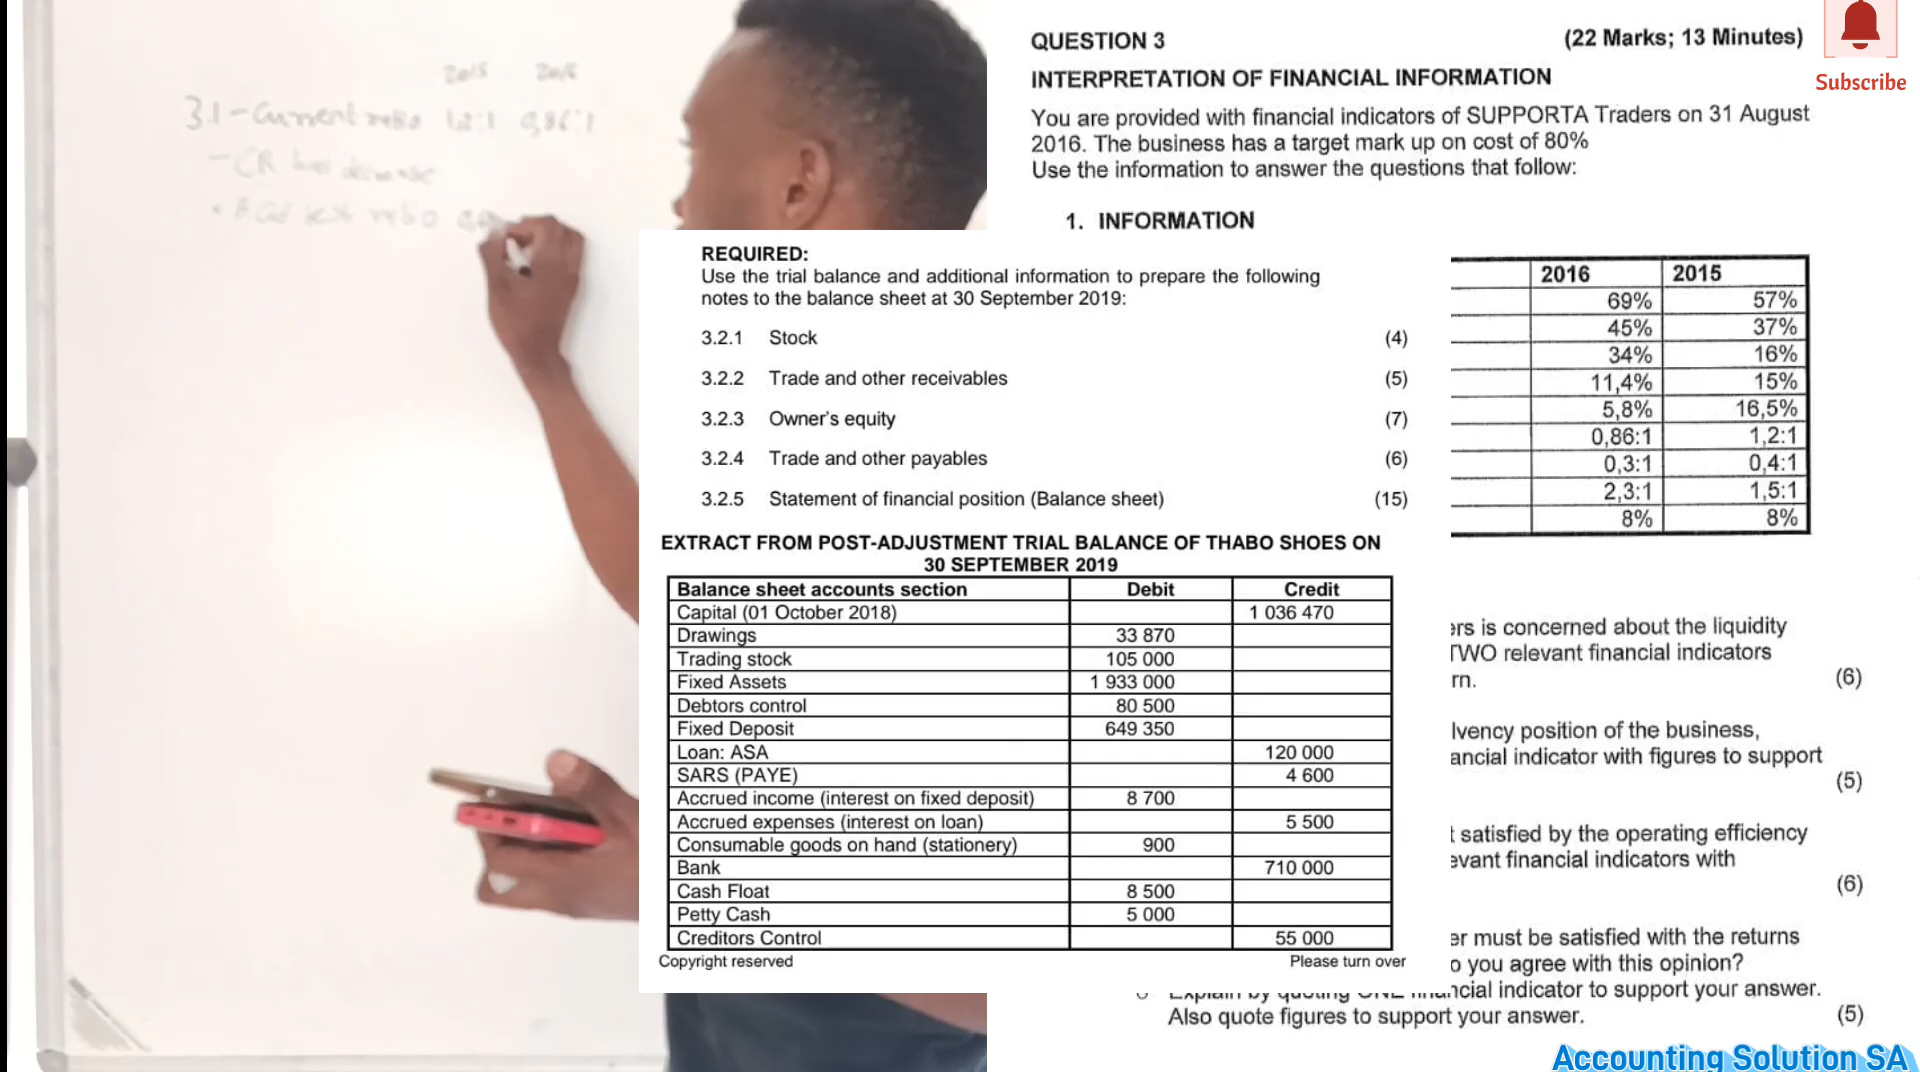 2015 2016
3.1 - Current ratio 1,2:1 0,86:1
- CR has decrease
• Acid test ratio
QUESTION 3 (22 Marks; 13 Minutes)
INTERPRETATION OF FINANCIAL INFORMATION
You are provided with financial indicators of SUPPORTA Traders on 31 August
2016. The business has a target mark up on cost of 80%
Use the information to answer the questions that follow:
1. INFORMATION
2016 2015
69% 57%
45% 37%
34% 16%
11,4% 15%
5,8% 16,5%
0,86:1 1,2:1
0,3:1 0,4:1
2,3:1 1,5:1
8% 8%
ers is concerned about the liquidity
TWO relevant financial indicators
rn. (6)
lvency position of the business,
ancial indicator with figures to support
(5)
t satisfied by the operating efficiency
evant financial indicators with
(6)
er must be satisfied with the returns
o you agree with this opinion?
Explain by quoting ONE financial indicator to support your answer.
Also quote figures to support your answer. (5)
Subscribe
REQUIRED:
Use the trial balance and additional information to prepare the following
notes to the balance sheet at 30 September 2019:
3.2.1 Stock (4)
3.2.2 Trade and other receivables (5)
3.2.3 Owner's equity (7)
3.2.4 Trade and other payables (6)
3.2.5 Statement of financial position (Balance sheet) (15)
EXTRACT FROM POST-ADJUSTMENT TRIAL BALANCE OF THABO SHOES ON
30 SEPTEMBER 2019
Balance sheet accounts section Debit Credit
Capital (01 October 2018) 1 036 470
Drawings 33 870
Trading stock 105 000
Fixed Assets 1 933 000
Debtors control 80 500
Fixed Deposit 649 350
Loan: ASA 120 000
SARS (PAYE) 4 600
Accrued income (interest on fixed deposit) 8 700
Accrued expenses (interest on loan) 5 500
Consumable goods on hand (stationery) 900
Bank 710 000
Cash Float 8 500
Petty Cash 5 000
Creditors Control 55 000
Copyright reserved Please turn over
Accounting Solution SA